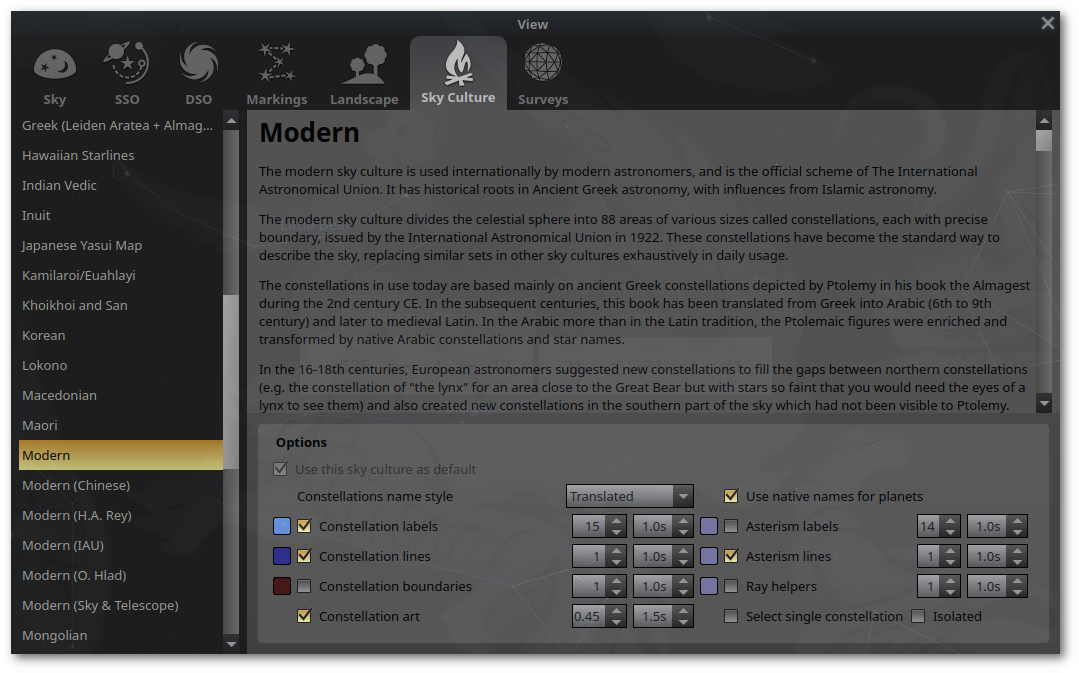 View
Sky
SSO
DSO
Markings
Landscape
Sky Culture
Surveys
Greek (Leiden Aratea + Almag...
Hawaiian Starlines
Indian Vedic
Inuit
Japanese Yasui Map
Kamilaroi/Euahlayi
Khoikhoi and San
Korean
Lokono
Macedonian
Maori
Modern
Modern (Chinese)
Modern (H.A. Rey)
Modern (IAU)
Modern (O. Hlad)
Modern (Sky & Telescope)
Mongolian
Modern
The modern sky culture is used internationally by modern astronomers, and is the official scheme of The International
Astronomical Union. It has historical roots in Ancient Greek astronomy, with influences from Islamic astronomy.
The modern sky culture divides the celestial sphere into 88 areas of various sizes called constellations, each with precise
boundary, issued by the International Astronomical Union in 1922. These constellations have become the standard way to
describe the sky, replacing similar sets in other sky cultures exhaustively in daily usage.
The constellations in use today are based mainly on ancient Greek constellations depicted by Ptolemy in his book the Almagest
during the 2nd century CE. In the subsequent centuries, this book has been translated from Greek into Arabic (6th to 9th
century) and later to medieval Latin. In the Arabic more than in the Latin tradition, the Ptolemaic figures were enriched and
transformed by native Arabic constellations and star names.
In the 16-18th centuries, European astronomers suggested new constellations to fill the gaps between northern constellations
(e.g. the constellation of "the lynx" for an area close to the Great Bear but with stars so faint that you would need the eyes of a
lynx to see them) and also created new constellations in the southern part of the sky which had not been visible to Ptolemy.
Little Bear
Options
Use this sky culture as default
Constellations name style Translated Use native names for planets
Constellation labels 15 1.0s Asterism labels 14 1.0s
Constellation lines 1 1.0s Asterism lines 1 1.0s
Constellation boundaries 1 1.0s Ray helpers 1 1.0s
Constellation art 0.45 1.5s Select single constellation Isolated